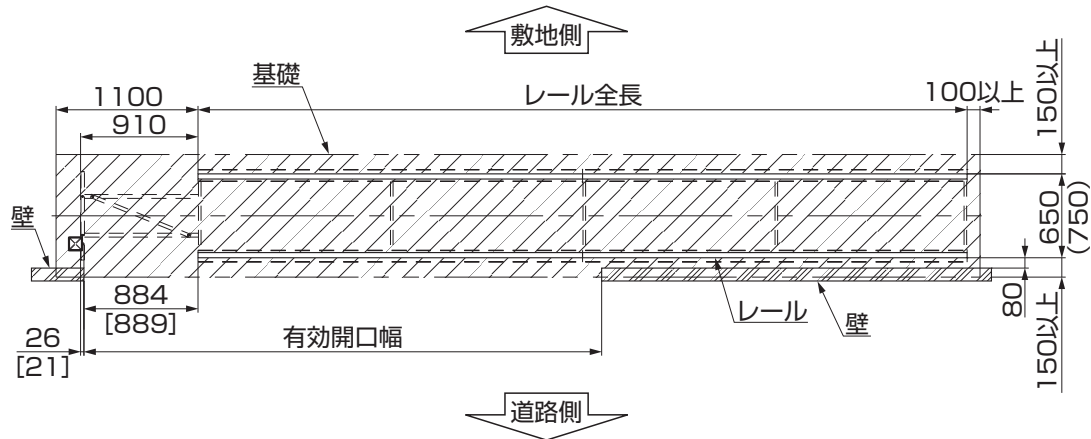 敷地側
基礎
1100
レール全長
100以上
150以上
910
壁
650
(750)
884
[889]
レール
壁
80
26
[21]
有効開口幅
150以上
道路側